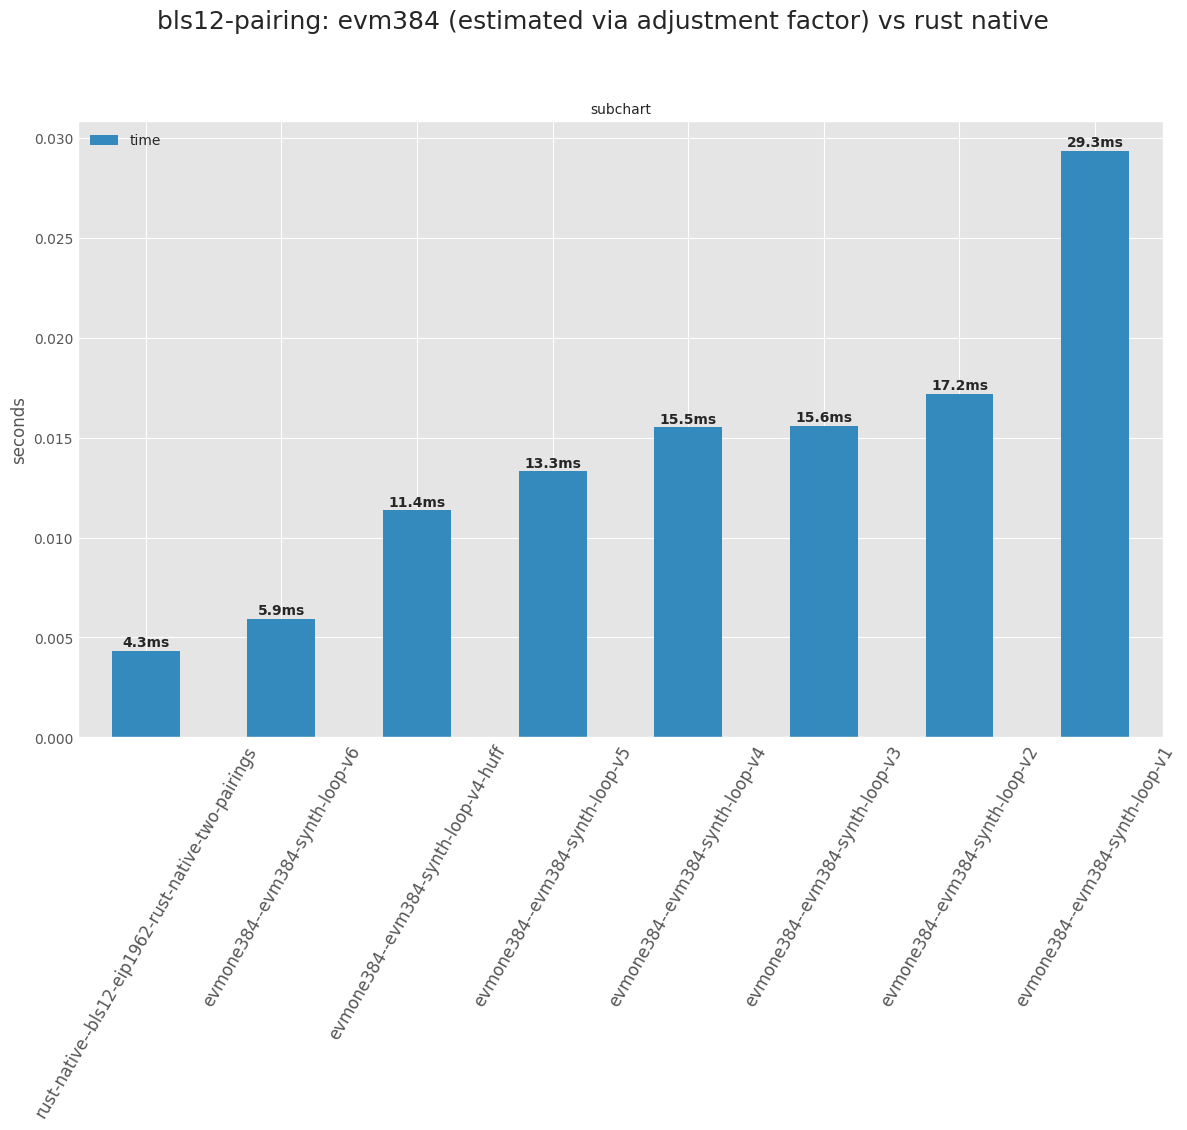 bls12-pairing: evm384 (estimated via adjustment factor) vs rust native
subchart
time
0.030
0.025
0.020
0.015
0.010
0.005
0.000
seconds
4.3ms
5.9ms
11.4ms
13.3ms
15.5ms
15.6ms
17.2ms
29.3ms
rust-native--bls12-eip1962-rust-native-two-pairings
evmone384--evm384-synth-loop-v6
evmone384--evm384-synth-loop-v4-huff
evmone384--evm384-synth-loop-v5
evmone384--evm384-synth-loop-v4
evmone384--evm384-synth-loop-v3
evmone384--evm384-synth-loop-v2
evmone384--evm384-synth-loop-v1